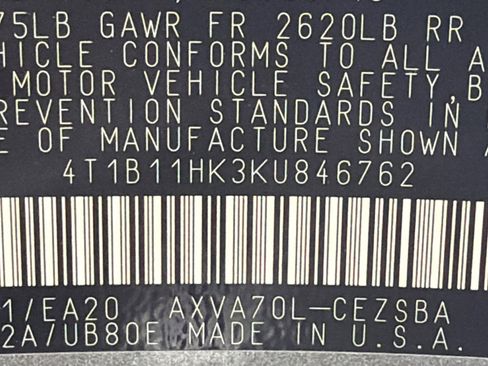 75LB GAWR FR 2620LB RR
HICLE CONFORMS TO ALL A
MOTOR VEHICLE SAFETY, B
REVENTION STANDARDS IN
E OF MANUFACTURE SHOWN A
4T1B11HK3KU846762
1/EA20 AXVA70L-CEZSBA
2A/UB80E MADE IN U.S.A.